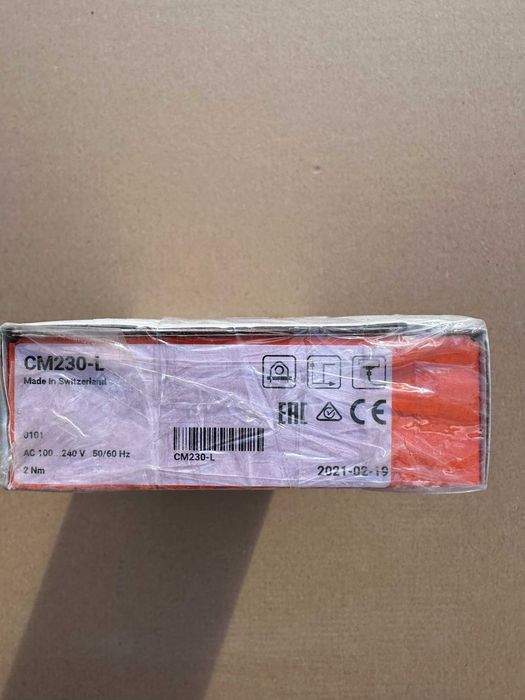 CM230-L
Made in Switzerland
0101
AC 100...240 V 50/60 Hz
2 Nm
EAC CE
CM230-L
2021-02-19